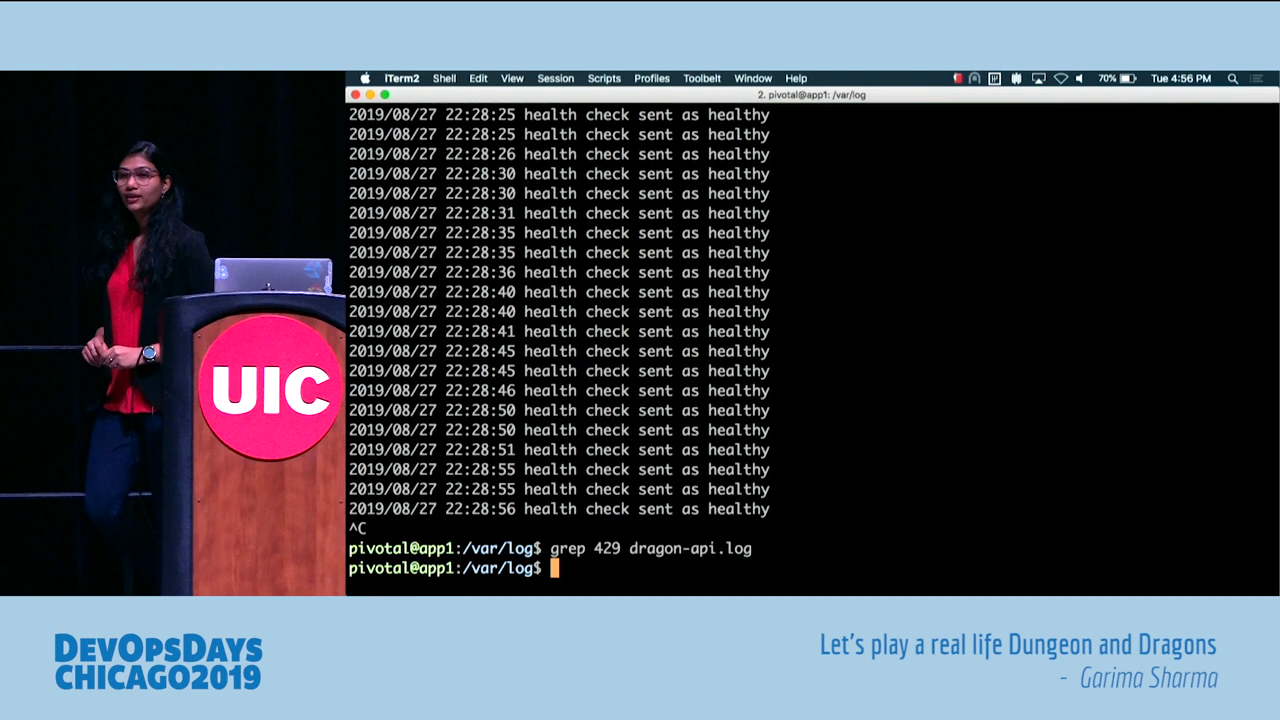 iTerm2 Shell Edit View Session Scripts Profiles Toolbelt Window Help 70% Tue 4:56 PM
2. pivotal@app1: /var/log
2019/08/27 22:28:25 health check sent as healthy
2019/08/27 22:28:25 health check sent as healthy
2019/08/27 22:28:26 health check sent as healthy
2019/08/27 22:28:30 health check sent as healthy
2019/08/27 22:28:30 health check sent as healthy
2019/08/27 22:28:31 health check sent as healthy
2019/08/27 22:28:35 health check sent as healthy
2019/08/27 22:28:35 health check sent as healthy
2019/08/27 22:28:36 health check sent as healthy
2019/08/27 22:28:40 health check sent as healthy
2019/08/27 22:28:40 health check sent as healthy
2019/08/27 22:28:41 health check sent as healthy
2019/08/27 22:28:45 health check sent as healthy
2019/08/27 22:28:45 health check sent as healthy
2019/08/27 22:28:46 health check sent as healthy
2019/08/27 22:28:50 health check sent as healthy
2019/08/27 22:28:50 health check sent as healthy
2019/08/27 22:28:51 health check sent as healthy
2019/08/27 22:28:55 health check sent as healthy
2019/08/27 22:28:55 health check sent as healthy
2019/08/27 22:28:56 health check sent as healthy
^C
pivotal@app1:/var/log$ grep 429 dragon-api.log
pivotal@app1:/var/log$
UIC
DevOpsDays
CHICAGO2019
Let's play a real life Dungeon and Dragons
- Garima Sharma